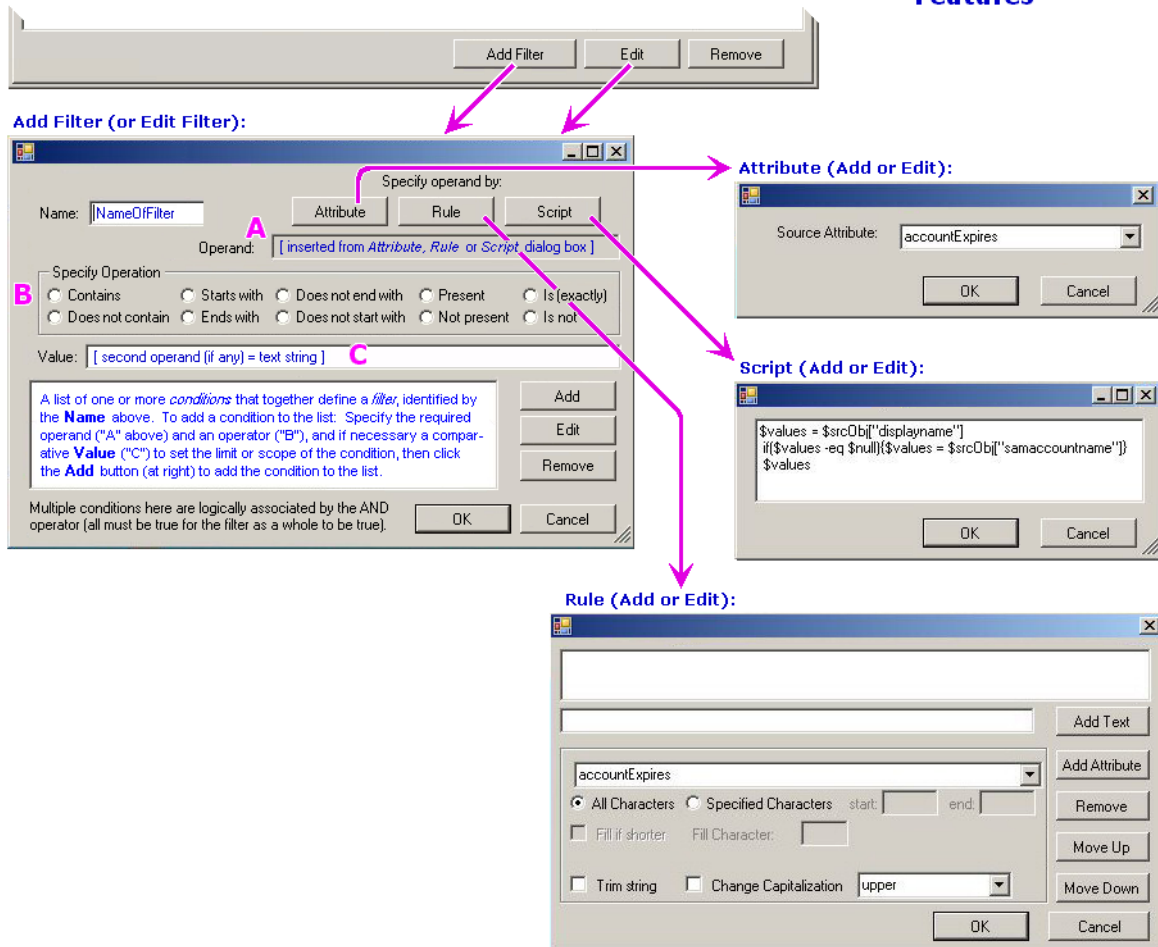 Features
Add Filter
Edit
Remove
Add Filter (or Edit Filter):
Specify operand by:
Name:
NameOfFilter
Attribute
Rule
Script
A
Operand:
[ inserted from Attribute, Rule or Script dialog box ]
Specify Operation
B
Contains
Starts with
Does not end with
Present
Is (exactly)
Does not contain
Ends with
Does not start with
Not present
Is not
Value:
[ second operand (if any) = text string ]
C
A list of one or more conditions that together define a filter, identified by
the Name above. To add a condition to the list: Specify the required
operand ("A" above) and an operator ("B"), and if necessary a compar-
ative Value ("C") to set the limit or scope of the condition, then click
the Add button (at right) to add the condition to the list.
Add
Edit
Remove
Multiple conditions here are logically associated by the AND
operator (all must be true for the filter as a whole to be true).
OK
Cancel
Attribute (Add or Edit):
Source Attribute:
accountExpires
OK
Cancel
Script (Add or Edit):
$values = $srcObj["displayname"]
if($values -eq $null){$values = $srcObj["samaccountname"]}
$values
OK
Cancel
Rule (Add or Edit):
Add Text
accountExpires
Add Attribute
All Characters
Specified Characters
start:
end:
Remove
Fill if shorter
Fill Character:
Move Up
Trim string
Change Capitalization
upper
Move Down
OK
Cancel